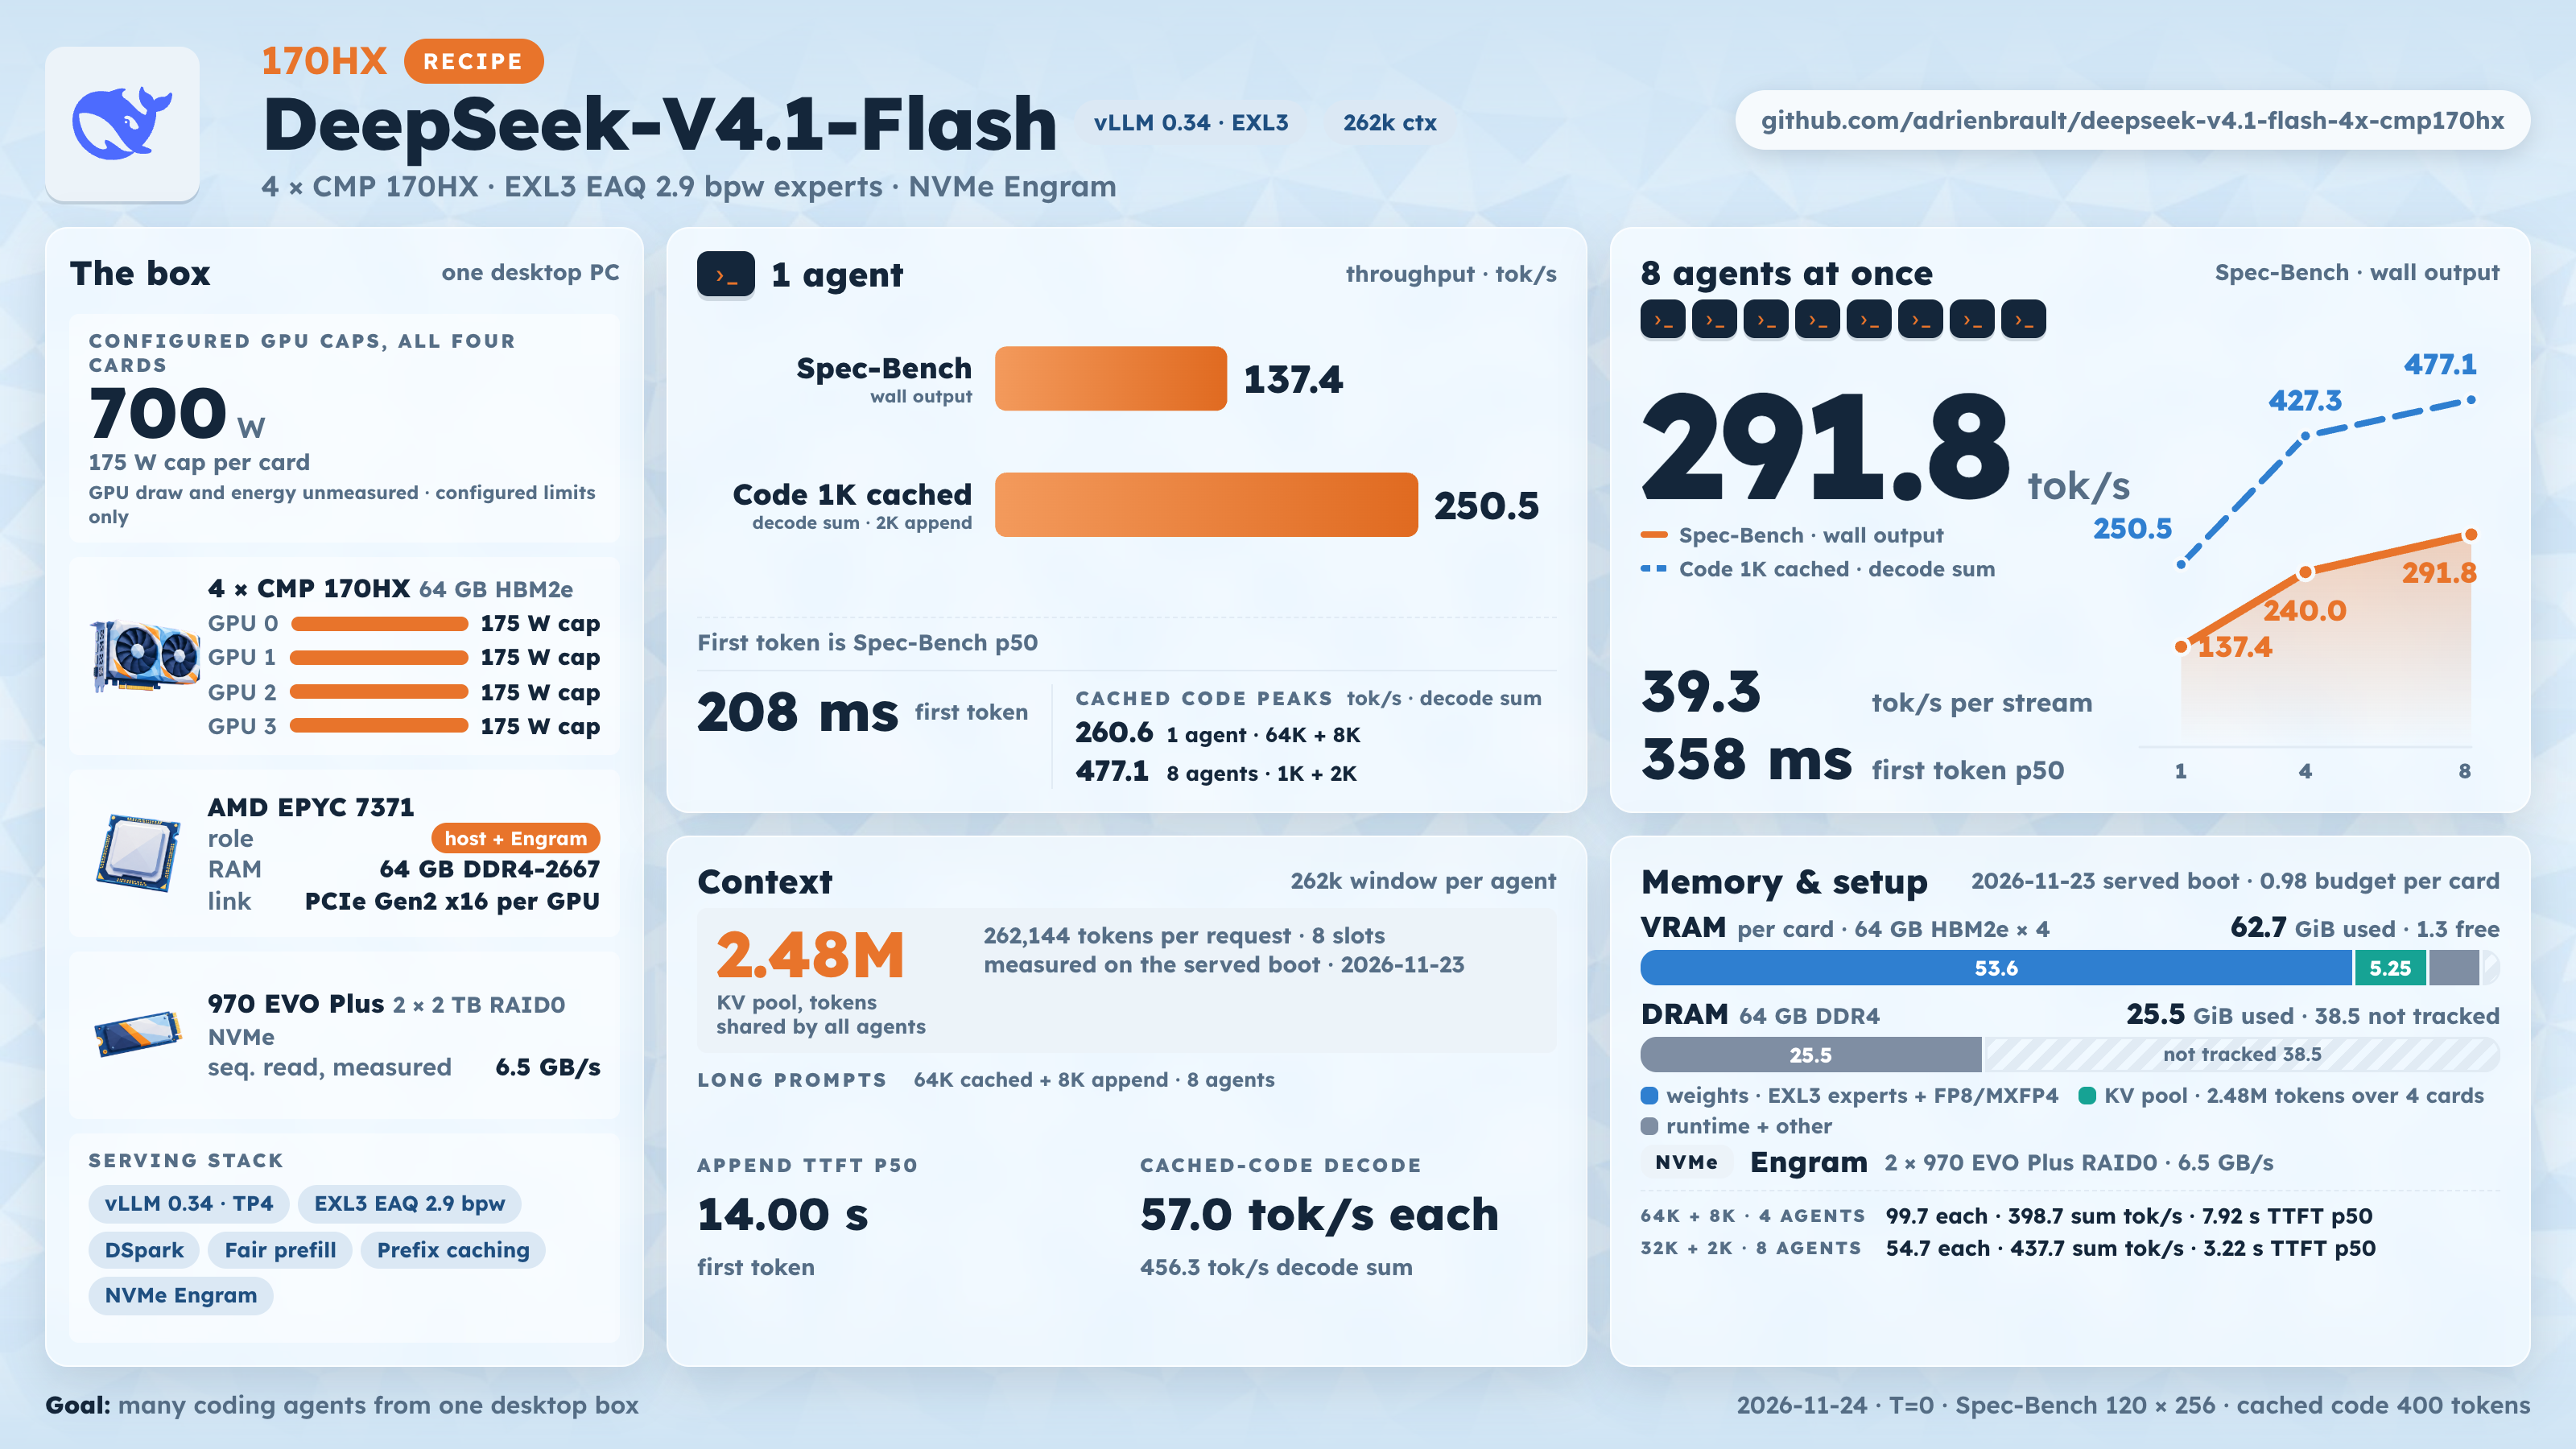 170HX RECIPE
DeepSeek-V4.1-Flash vLLM 0.34 · EXL3 262k ctx
4 × CMP 170HX · EXL3 EAQ 2.9 bpw experts · NVMe Engram
github.com/adrienbrault/deepseek-v4.1-flash-4x-cmp170hx
The box one desktop PC
CONFIGURED GPU CAPS, ALL FOUR
CARDS
700 W
175 W cap per card
GPU draw and energy unmeasured · configured limits
only
4 × CMP 170HX 64 GB HBM2e
GPU 0 175 W cap
GPU 1 175 W cap
GPU 2 175 W cap
GPU 3 175 W cap
AMD EPYC 7371
role host + Engram
RAM 64 GB DDR4-2667
link PCIe Gen2 x16 per GPU
970 EVO Plus 2 × 2 TB RAID0
NVMe
seq. read, measured 6.5 GB/s
SERVING STACK
vLLM 0.34 · TP4 EXL3 EAQ 2.9 bpw
DSpark Fair prefill Prefix caching
NVMe Engram
›_ 1 agent throughput · tok/s
Spec-Bench 137.4
wall output
Code 1K cached 250.5
decode sum · 2K append
First token is Spec-Bench p50
208 ms first token
CACHED CODE PEAKS tok/s · decode sum
260.6 1 agent · 64K + 8K
477.1 8 agents · 1K + 2K
8 agents at once Spec-Bench · wall output
›_ ›_ ›_ ›_ ›_ ›_ ›_ ›_
291.8 tok/s
Spec-Bench · wall output
Code 1K cached · decode sum
39.3 tok/s per stream
358 ms first token p50
477.1
427.3
250.5
291.8
240.0
137.4
1 4 8
Context 262k window per agent
2.48M
KV pool, tokens
shared by all agents
262,144 tokens per request · 8 slots
measured on the served boot · 2026-11-23
LONG PROMPTS 64K cached + 8K append · 8 agents
APPEND TTFT P50
14.00 s
first token
CACHED-CODE DECODE
57.0 tok/s each
456.3 tok/s decode sum
Memory & setup 2026-11-23 served boot · 0.98 budget per card
VRAM per card · 64 GB HBM2e × 4 62.7 GiB used · 1.3 free
53.6 5.25
DRAM 64 GB DDR4 25.5 GiB used · 38.5 not tracked
25.5 not tracked 38.5
weights · EXL3 experts + FP8/MXFP4 KV pool · 2.48M tokens over 4 cards
runtime + other
NVMe Engram 2 × 970 EVO Plus RAID0 · 6.5 GB/s
64K + 8K · 4 AGENTS 99.7 each · 398.7 sum tok/s · 7.92 s TTFT p50
32K + 2K · 8 AGENTS 54.7 each · 437.7 sum tok/s · 3.22 s TTFT p50
Goal: many coding agents from one desktop box
2026-11-24 · T=0 · Spec-Bench 120 × 256 · cached code 400 tokens